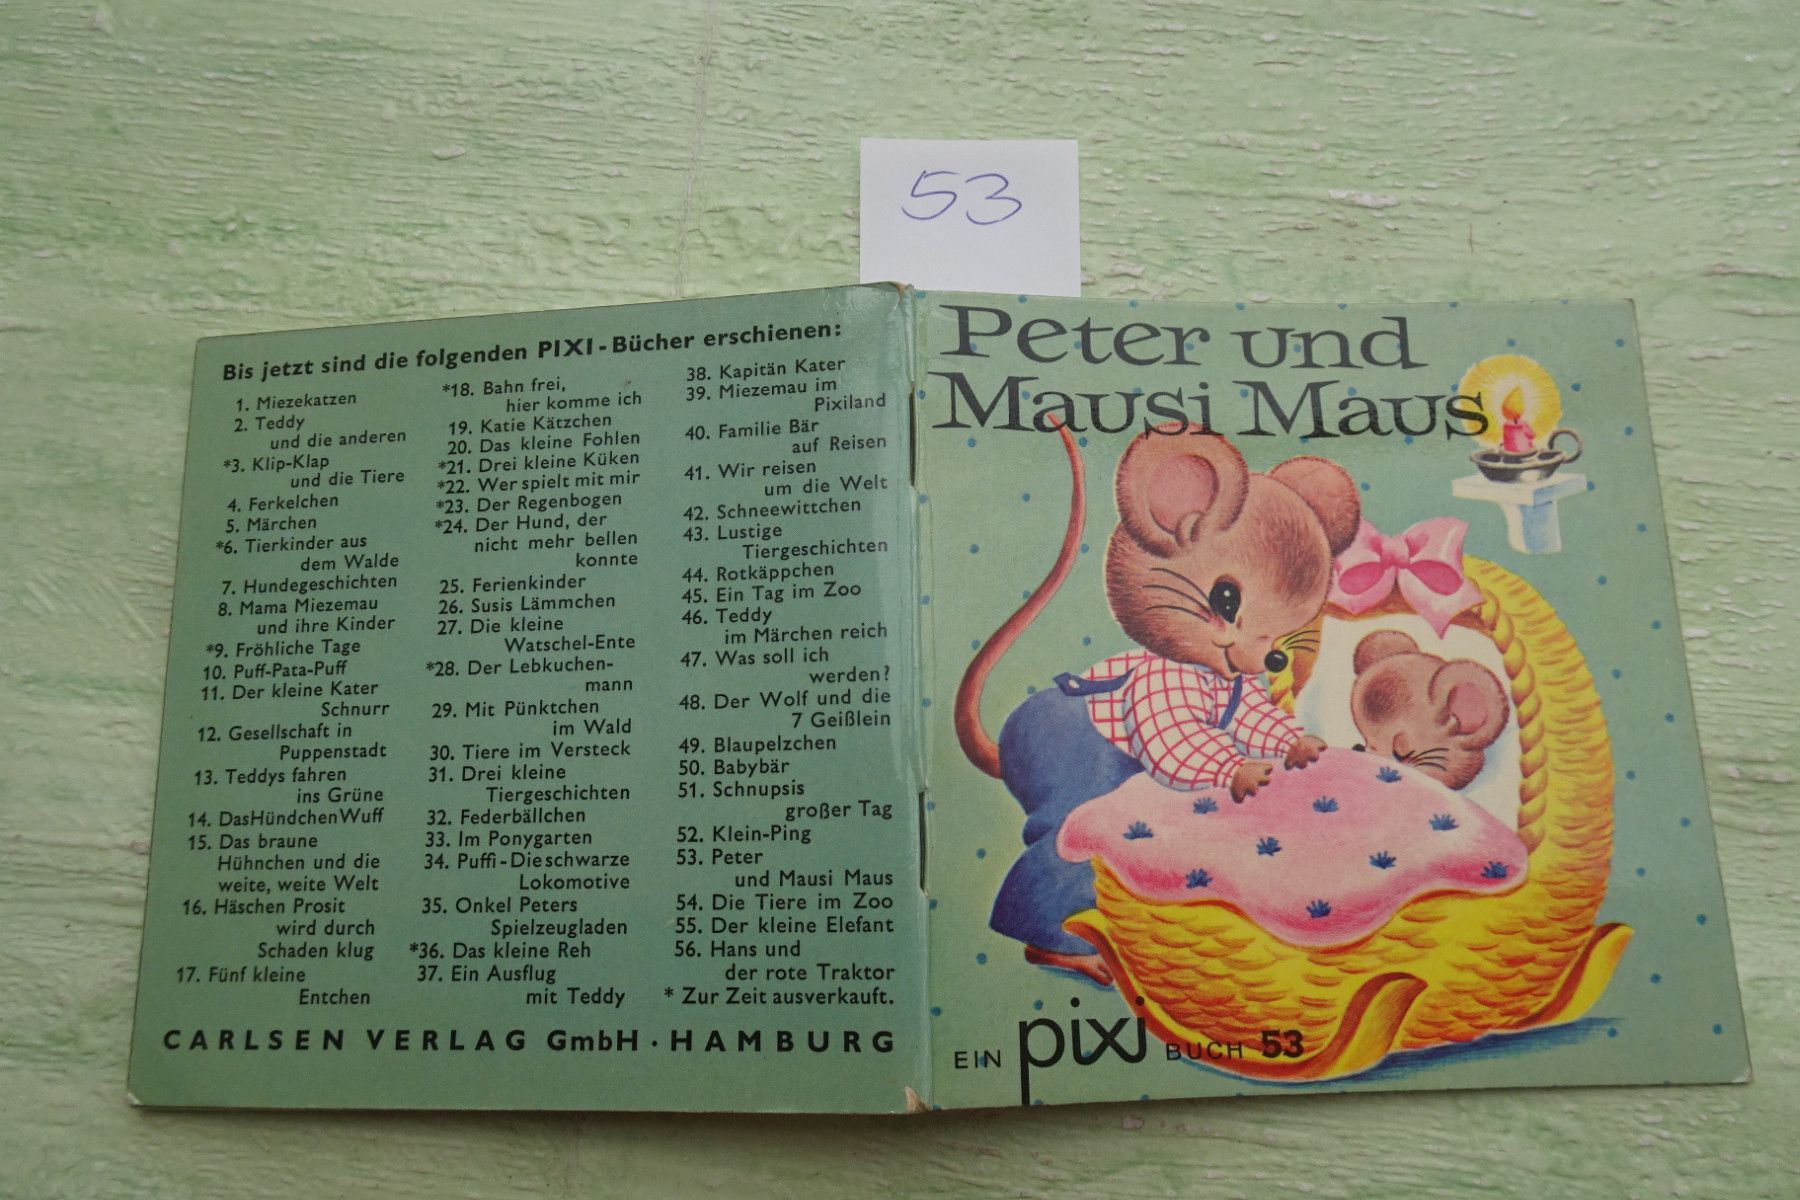 53
Bis jetzt sind die folgenden PIXI-Bücher erschienen:
1. Miezekatzen
2. Teddy
und die anderen
*3. Klip-Klap
und die Tiere
4. Ferkelchen
5. Märchen
*6. Tierkinder aus
dem Walde
7. Hundegeschichten
8. Mama Miezemau
und ihre Kinder
*9. Fröhliche Tage
10. Puff-Pata-Puff
11. Der kleine Kater
Schnurr
12. Gesellschaft in
Puppenstadt
13. Teddys fahren
ins Grüne
14. Das Hündchen Wuff
15. Das braune
Hühnchen und die
weite, weite Welt
16. Häschen Prosit
wird durch
Schaden klug
17. Fünf kleine
Entchen
*18. Bahn frei,
hier komme ich
19. Katie Kätzchen
20. Das kleine Fohlen
*21. Drei kleine Küken
*22. Wer spielt mit mir
*23. Der Regenbogen
*24. Der Hund, der
nicht mehr bellen
konnte
25. Ferienkinder
26. Susis Lämmchen
27. Die kleine
Watschel-Ente
*28. Der Lebkuchen-
mann
29. Mit Pünktchen
im Wald
30. Tiere im Versteck
31. Drei kleine
Tiergeschichten
32. Federbällchen
33. Im Ponygarten
34. Puffi - Die schwarze
Lokomotive
35. Onkel Peters
Spielzeugladen
*36. Das kleine Reh
37. Ein Ausflug
mit Teddy
38. Kapitän Kater
39. Miezemau im
Pixiland
40. Familie Bär
auf Reisen
41. Wir reisen
um die Welt
42. Schneewittchen
43. Lustige
Tiergeschichten
44. Rotkäppchen
45. Ein Tag im Zoo
46. Teddy
im Märchen reich
47. Was soll ich
werden?
48. Der Wolf und die
7 Geißlein
49. Blaupelzchen
50. Babybär
51. Schnupsis
großer Tag
52. Klein-Ping
53. Peter
und Mausi Maus
54. Die Tiere im Zoo
55. Der kleine Elefant
56. Hans und
der rote Traktor
* Zur Zeit ausverkauft.
CARLSEN VERLAG GmbH · HAMBURG
Peter und
Mausi Maus
EIN pixi BUCH 53